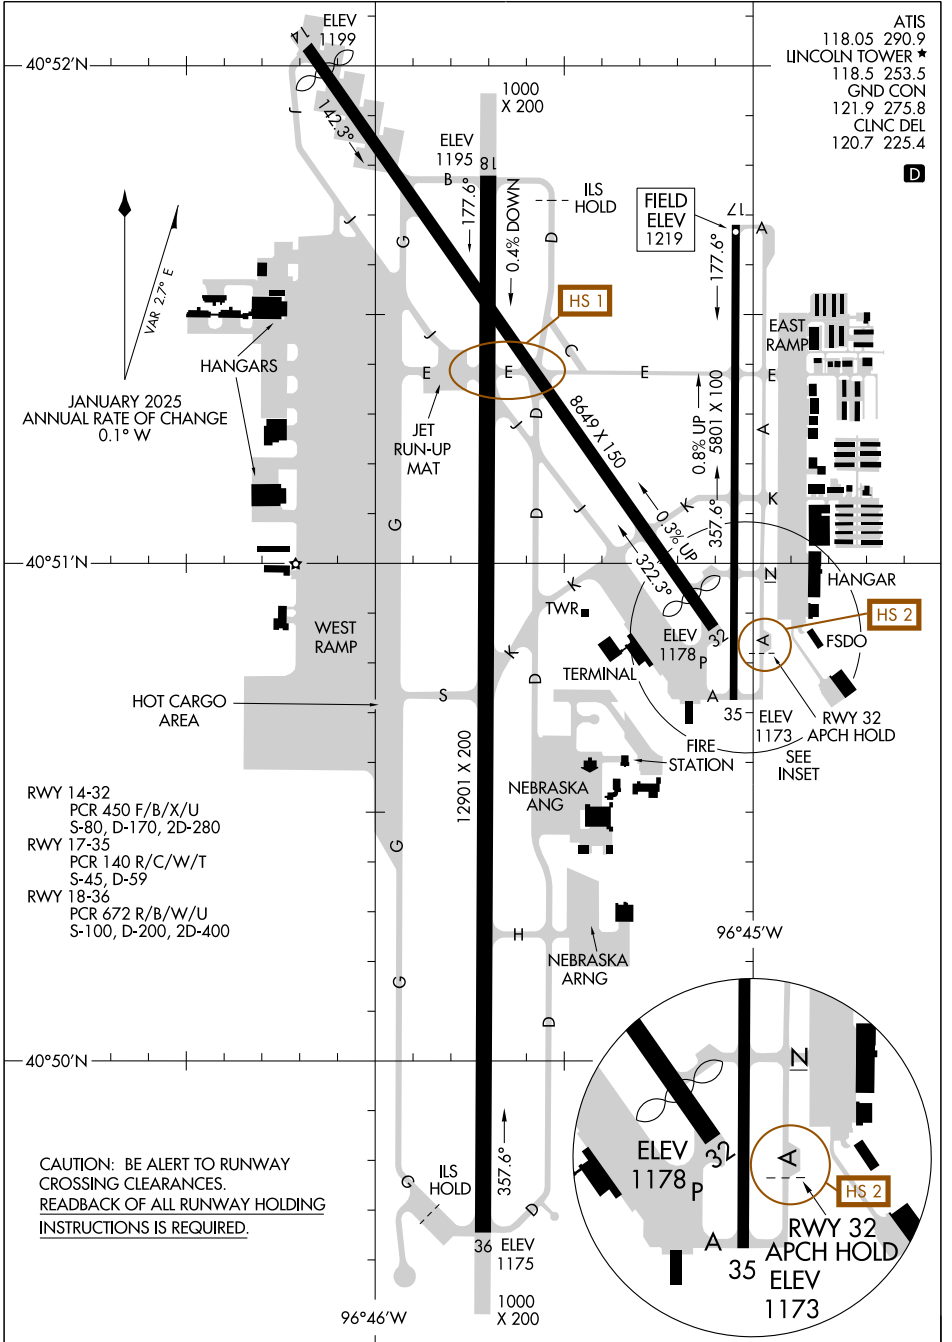 ELEV
1199
14
142.3°
ATIS
118.05 290.9
LINCOLN TOWER ★
118.5 253.5
GND CON
121.9 275.8
CLNC DEL
120.7 225.4
D
40°52'N
1000
X 200
ELEV
1195
18
B
177.6°
0.4% DOWN
ILS
HOLD
FIELD
ELEV
1219
17
A
177.6°
J
J
G
D
VAR 2.7° E
JANUARY 2025
ANNUAL RATE OF CHANGE
0.1° W
HANGARS
HS 1
EAST
RAMP
J
C
E
E
E
E
JET
RUN-UP
MAT
J
D
8649 X 150
0.8% UP
5801 X 100
A
357.6°
K
K
G
D
J
0.3% UP
322.3°
40°51'N
N
HANGAR
K
TWR
WEST
RAMP
32
ELEV
1178
P
A
HS 2
FSDO
K
D
TERMINAL
HOT CARGO
AREA
S
A
35
ELEV
1173
RWY 32
APCH HOLD
SEE
INSET
FIRE
STATION
12901 X 200
NEBRASKA
ANG
RWY 14-32
PCR 450 F/B/X/U
S-80, D-170, 2D-280
RWY 17-35
PCR 140 R/C/W/T
S-45, D-59
RWY 18-36
PCR 672 R/B/W/U
S-100, D-200, 2D-400
G
H
NEBRASKA
ARNG
96°45'W
G
D
40°50'N
357.6°
CAUTION: BE ALERT TO RUNWAY
CROSSING CLEARANCES.
READBACK OF ALL RUNWAY HOLDING
INSTRUCTIONS IS REQUIRED.
ILS
HOLD
G
D
36
ELEV
1175
1000
X 200
96°46'W
N
ELEV
1178
P
32
A
HS 2
A
35
RWY 32
APCH HOLD
ELEV
1173